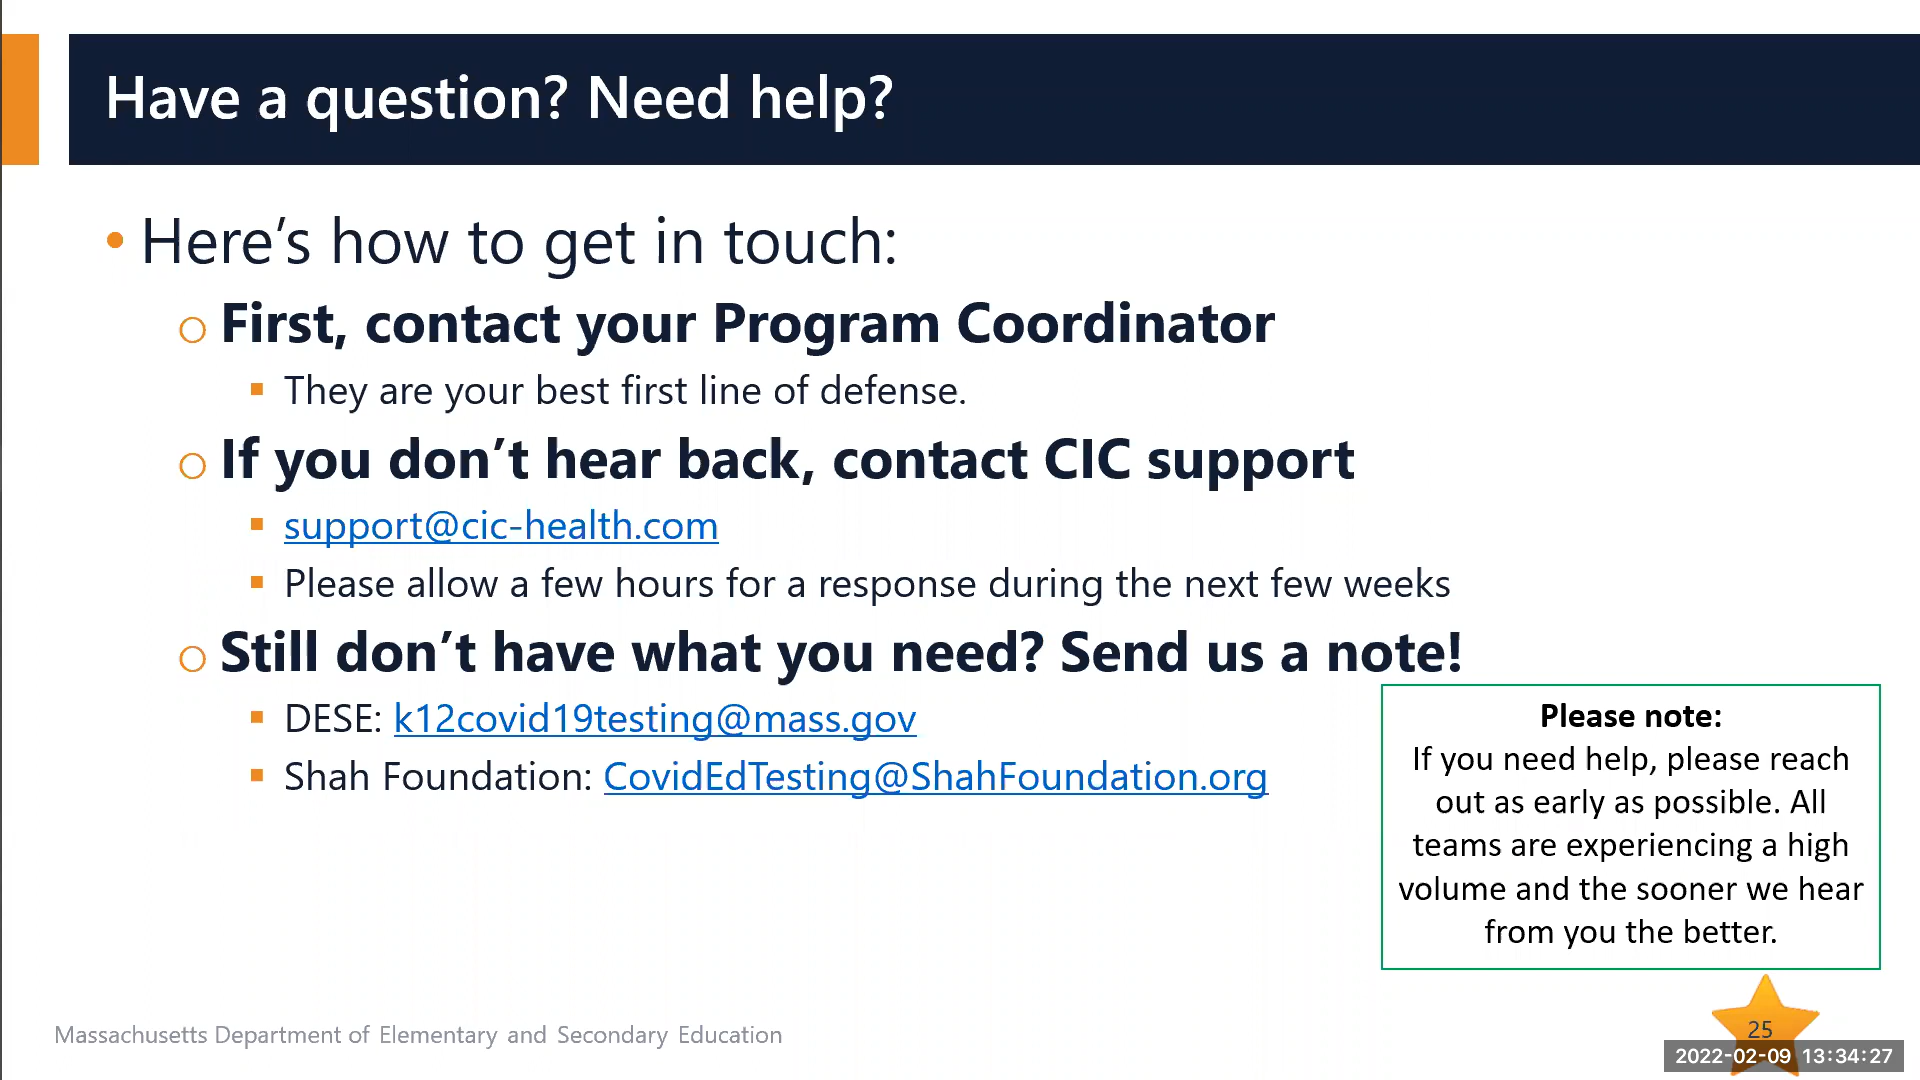 Have a question? Need help?
• Here’s how to get in touch:
o First, contact your Program Coordinator
▪ They are your best first line of defense.
o If you don’t hear back, contact CIC support
▪ support@cic-health.com
▪ Please allow a few hours for a response during the next few weeks
o Still don’t have what you need? Send us a note!
▪ DESE: k12covid19testing@mass.gov
▪ Shah Foundation: CovidEdTesting@ShahFoundation.org
Please note:
If you need help, please reach
out as early as possible. All
teams are experiencing a high
volume and the sooner we hear
from you the better.
Massachusetts Department of Elementary and Secondary Education
25
2022-02-09 13:34:27